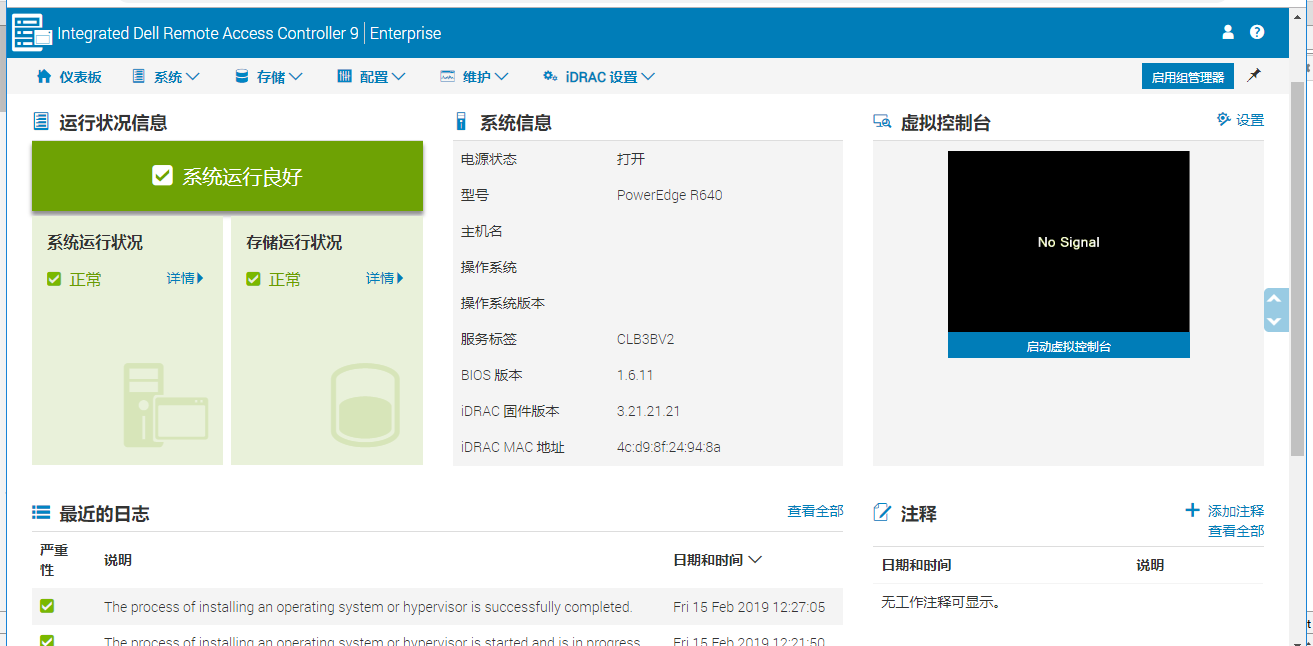 Integrated Dell Remote Access Controller 9 | Enterprise
仪表板 系统 存储 配置 维护 iDRAC 设置 启用组管理器
运行状况信息
系统运行良好
系统运行状况
正常 详情
存储运行状况
正常 详情
系统信息
电源状态 打开
型号 PowerEdge R640
主机名
操作系统
操作系统版本
服务标签 CLB3BV2
BIOS 版本 1.6.11
iDRAC 固件版本 3.21.21.21
iDRAC MAC 地址 4c:d9:8f:24:94:8a
虚拟控制台 设置
No Signal
启动虚拟控制台
最近的日志 查看全部
严重性 说明 日期和时间
The process of installing an operating system or hypervisor is successfully completed. Fri 15 Feb 2019 12:27:05
The process of installing an operating system or hypervisor is started and is in progress Fri 15 Feb 2019 12:21:50
注释 添加注释
查看全部
日期和时间 说明
无工作注释可显示。